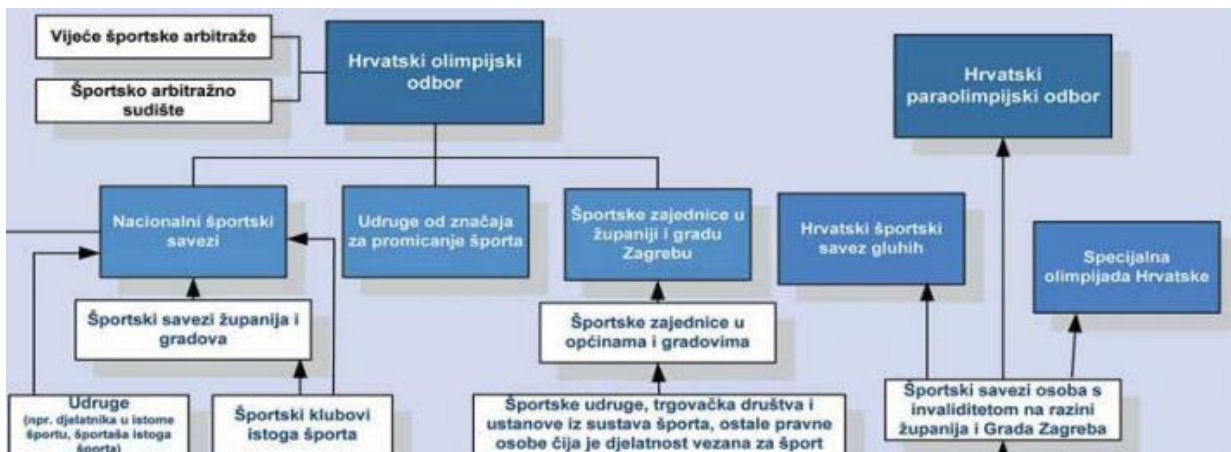 Vijeće športske arbitraže
Športsko arbitražno
sudište
Hrvatski olimpijski
odbor
Hrvatski
paraolimpijski odbor
Nacionalni športski
savezi
Udruge od značaja
za promicanje športa
Športske zajednice u
županiji i gradu
Zagrebu
Hrvatski športski
savez gluhih
Specijalna
olimpijada Hrvatske
Športski savezi županija i
gradova
Športske zajednice u
općinama i gradovima
Udruge
(npr. djelatnika u istome
športu, športaša istoga
športa)
Športski klubovi
istoga športa
Športske udruge, trgovačka društva i
ustanove iz sustava športa, ostale pravne
osobe čija je djelatnost vezana za šport
Športski savezi osoba s
invaliditetom na razini
županija i Grada Zagreba